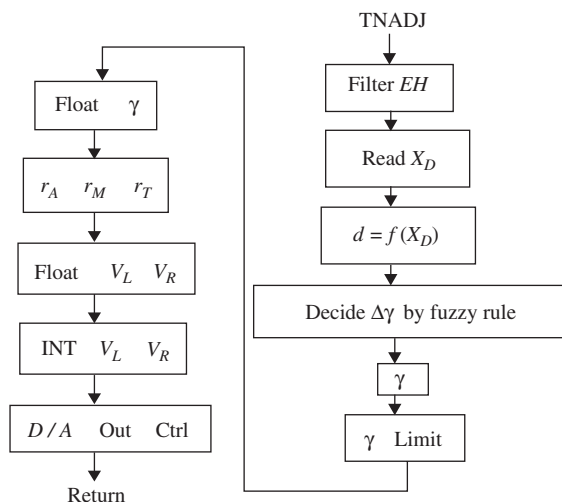 TNADJ
Filter EH
Read X_D
d = f (X_D)
Decide Δγ by fuzzy rule
γ
γ Limit
Float γ
r_A r_M r_T
Float V_L V_R
INT V_L V_R
D / A Out Ctrl
Return